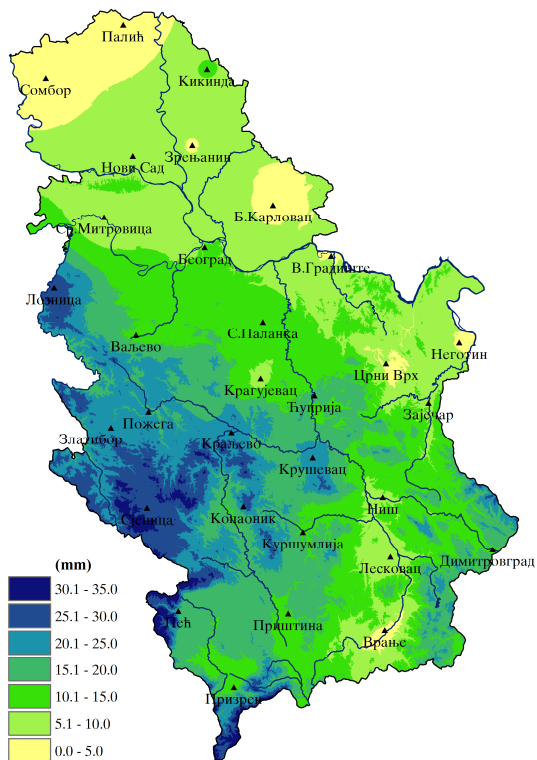 Палић
Кикинда
Сомбор
Зрењанин
Нови Сад
Б.Карловац
Ср.Митровица
Београд
В.Градиште
Лозница
С.Паланка
Ваљево
Неготин
Црни Врх
Крагујевац
Ћуприја
Зајечар
Пожега
Златибор
Краљево
Крушевац
Сјеница
Копаоник
Ниш
Куршумлија
Лесковац
Димитровград
(mm)
30.1 - 35.0
25.1 - 30.0
Пећ
Приштина
20.1 - 25.0
Врање
15.1 - 20.0
10.1 - 15.0
Призрен
5.1 - 10.0
0.0 - 5.0